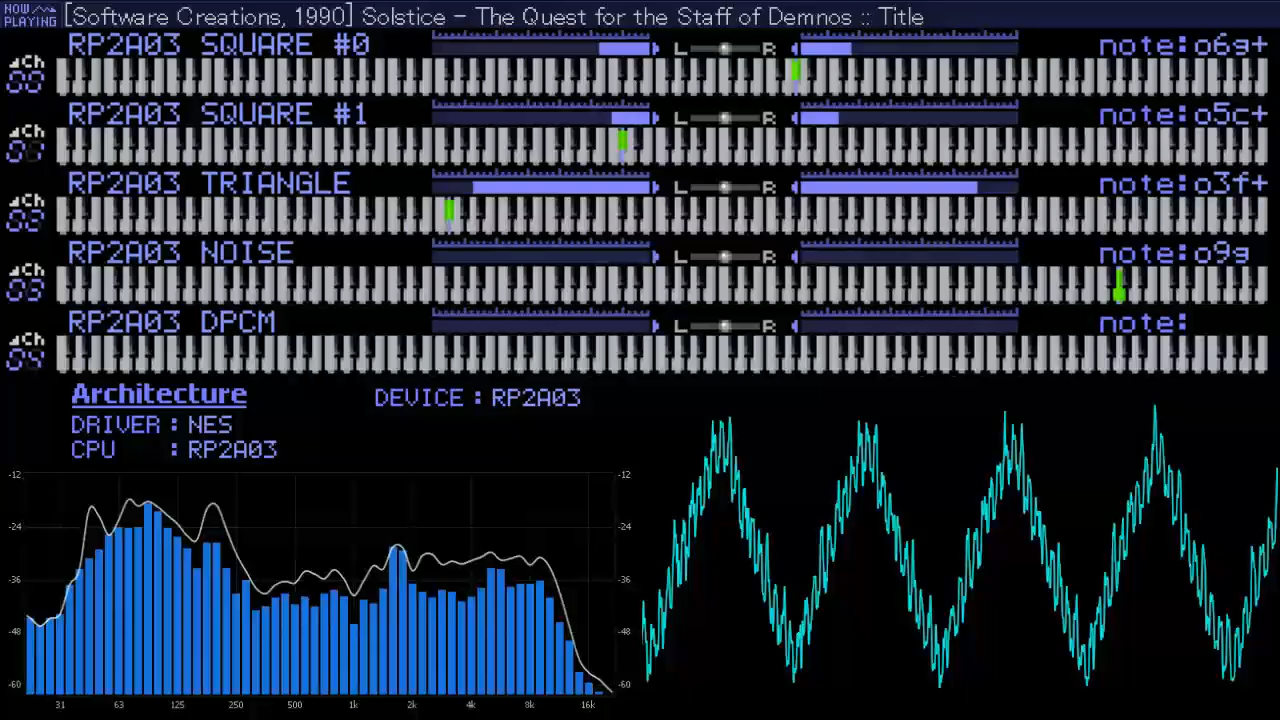 NOW PLAYING [Software Creations, 1990] Solstice - The Quest for the Staff of Demnos :: Title
RP2A03 SQUARE #0 L R note:o6g+
Ch 00
RP2A03 SQUARE #1 L R note:o5c+
Ch 01
RP2A03 TRIANGLE L R note:o3f+
Ch 02
RP2A03 NOISE L R note:o9g
Ch 03
RP2A03 DPCM L R note:
Ch 04
Architecture DEVICE : RP2A03
DRIVER : NES
CPU : RP2A03
-12 -12
-24 -24
-36 -36
-48 -48
-60 -60
31 63 125 250 500 1k 2k 4k 8k 16k